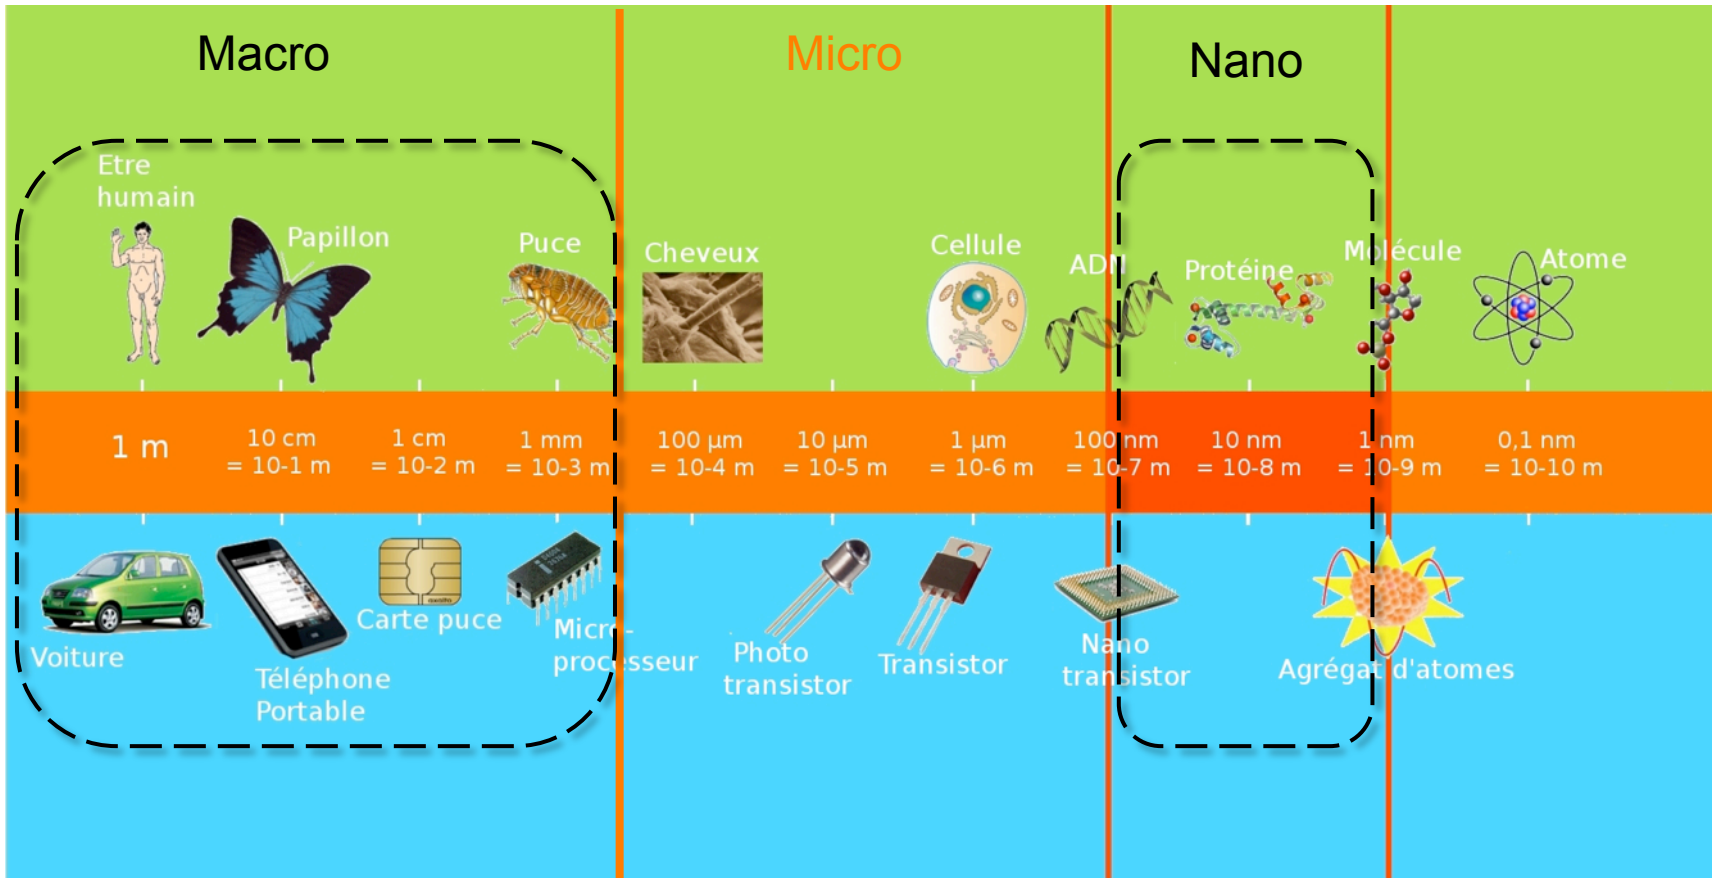 Macro
Micro
Nano
Etre
humain
Papillon
Puce
Cheveux
Cellule
ADN
Protéine
Molécule
Atome
1 m
10 cm
= 10-1 m
1 cm
= 10-2 m
1 mm
= 10-3 m
100 µm
= 10-4 m
10 µm
= 10-5 m
1 µm
= 10-6 m
100 nm
= 10-7 m
10 nm
= 10-8 m
1 nm
= 10-9 m
0,1 nm
= 10-10 m
Voiture
Téléphone
Portable
Carte puce
Micro-
processeur
Photo
transistor
Transistor
Nano
transistor
Agrégat d'atomes